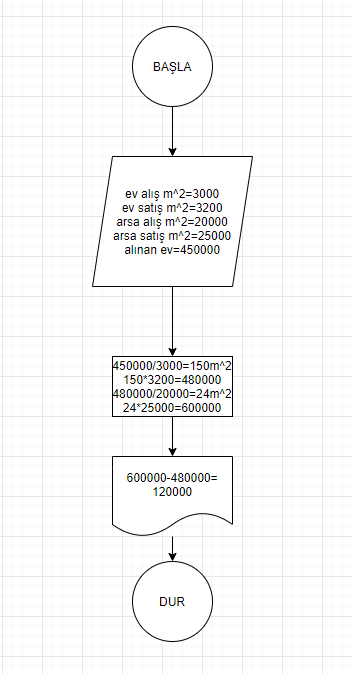 BAŞLA
ev alış m^2=3000
ev satış m^2=3200
arsa alış m^2=20000
arsa satış m^2=25000
alınan ev=450000
450000/3000=150m^2
150*3200=480000
480000/20000=24m^2
24*25000=600000
600000-480000=
120000
DUR